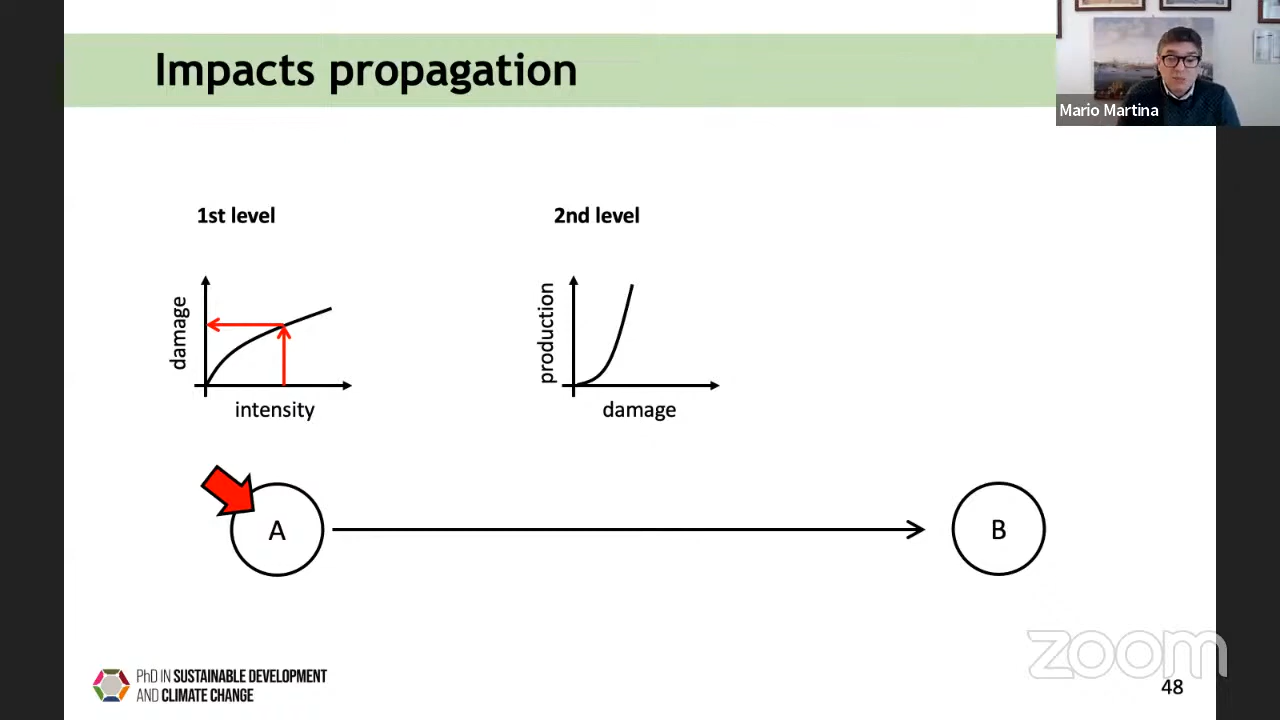 Impacts propagation
Mario Martina
1st level
2nd level
damage
intensity
production
damage
A
B
zoom
PhD IN SUSTAINABLE DEVELOPMENT
AND CLIMATE CHANGE
48